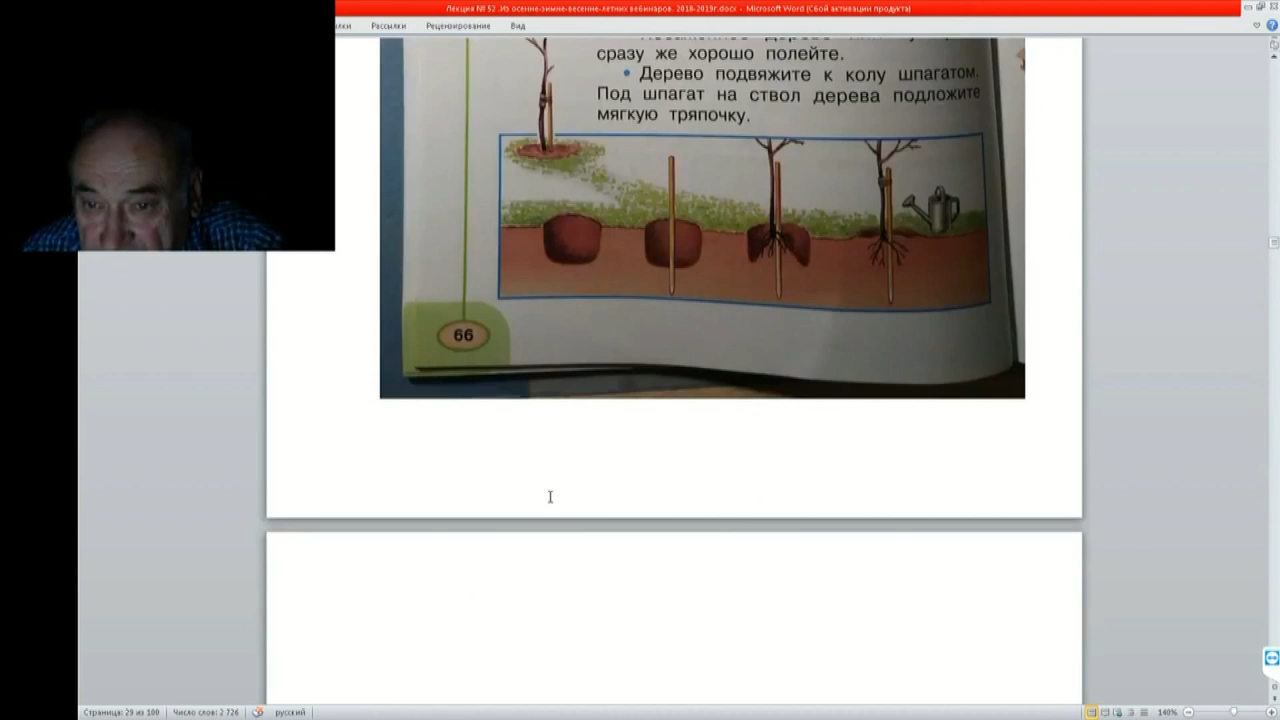 Лекция № 52 .Из осенне-зимне-весенне-летних вебинаров. 2018-2019г.docx - Microsoft Word (Сбой активации продукта)
Рассылки Рецензирование Вид
сразу же хорошо полейте.
• Дерево подвяжите к колу шпагатом.
Под шпагат на ствол дерева подложите
мягкую тряпочку.
66
Страница: 29 из 100 Число слов: 2 726 русский 140%